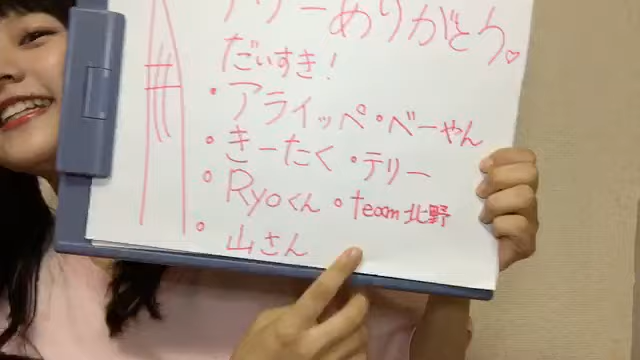 ーありがとう♡
だいすき!
・アライッペ・べーやん
・きーたく・テリー
・Ryoくん・team北野
・山さん